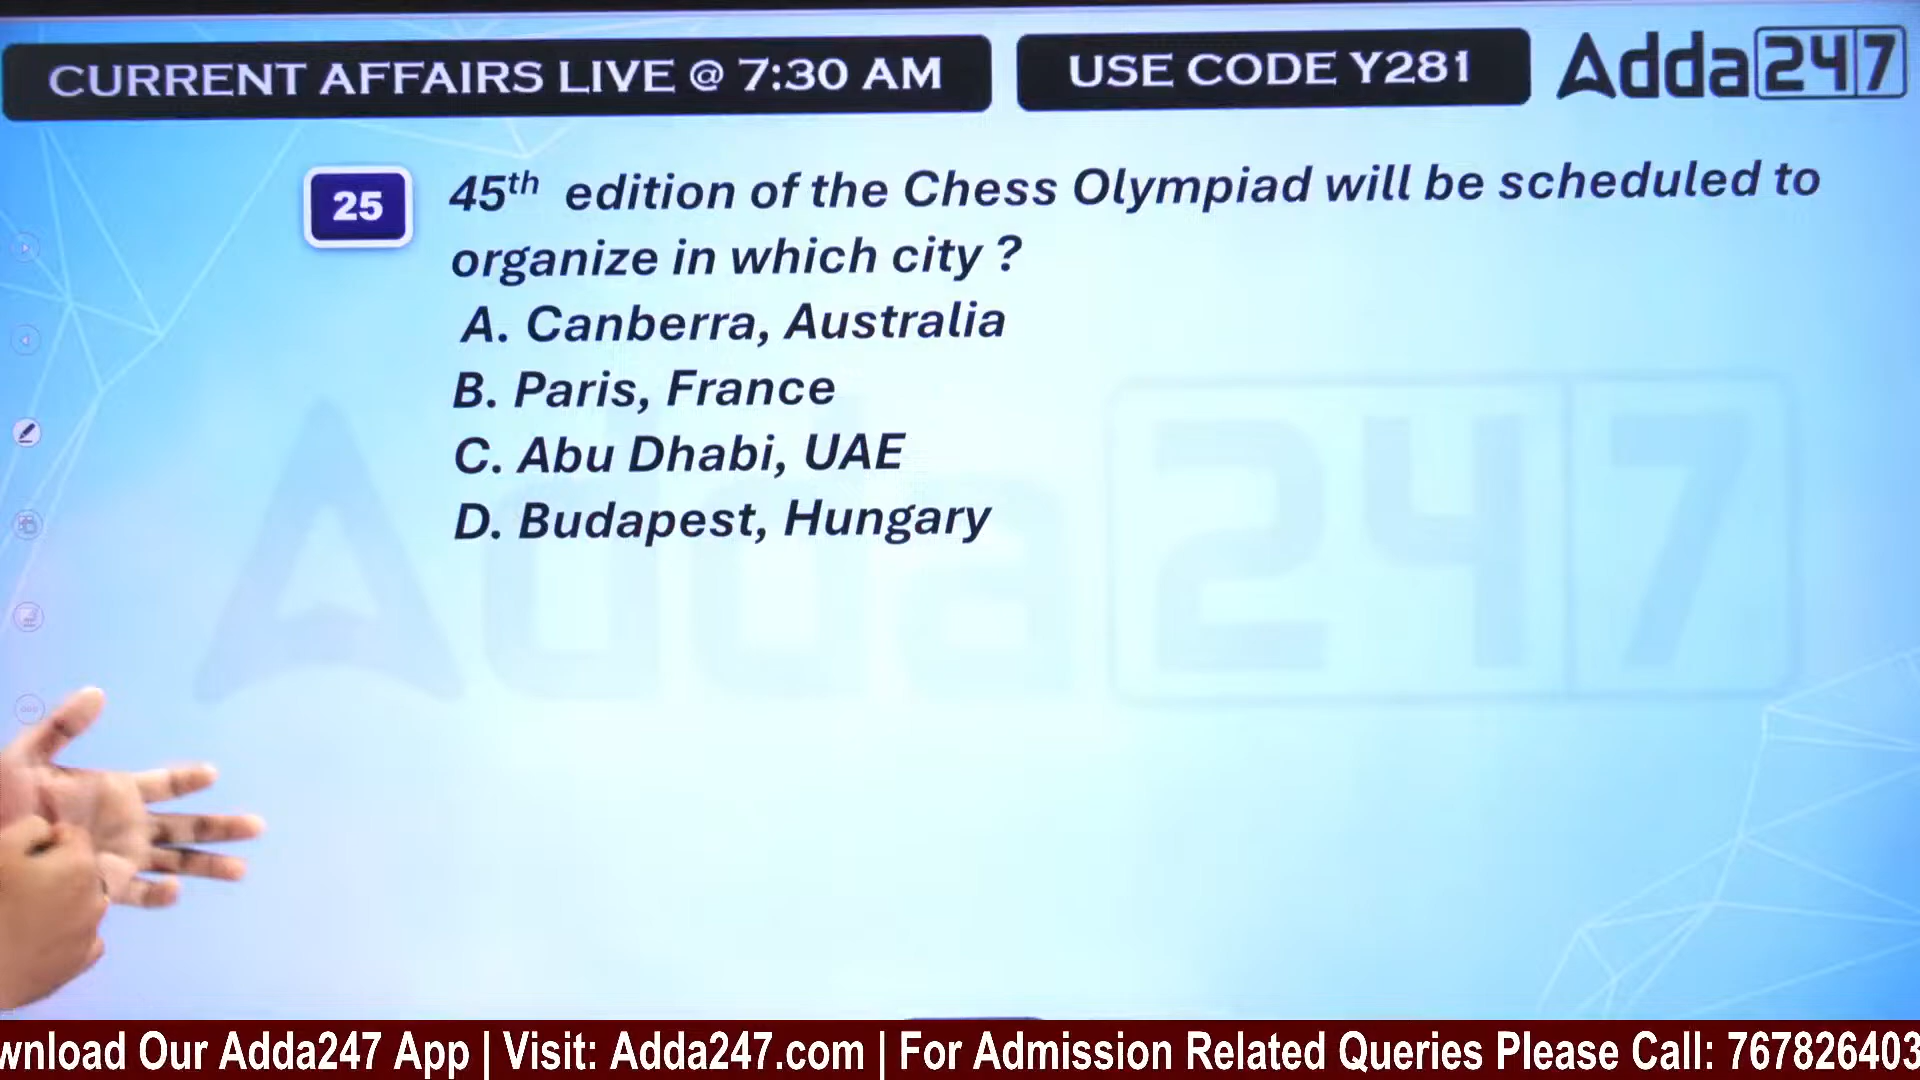 CURRENT AFFAIRS LIVE @ 7:30 AM
USE CODE Y281
Adda247
25
45th edition of the Chess Olympiad will be scheduled to
organize in which city ?
A. Canberra, Australia
B. Paris, France
C. Abu Dhabi, UAE
D. Budapest, Hungary
Adda247
wnload Our Adda247 App | Visit: Adda247.com | For Admission Related Queries Please Call: 767826403